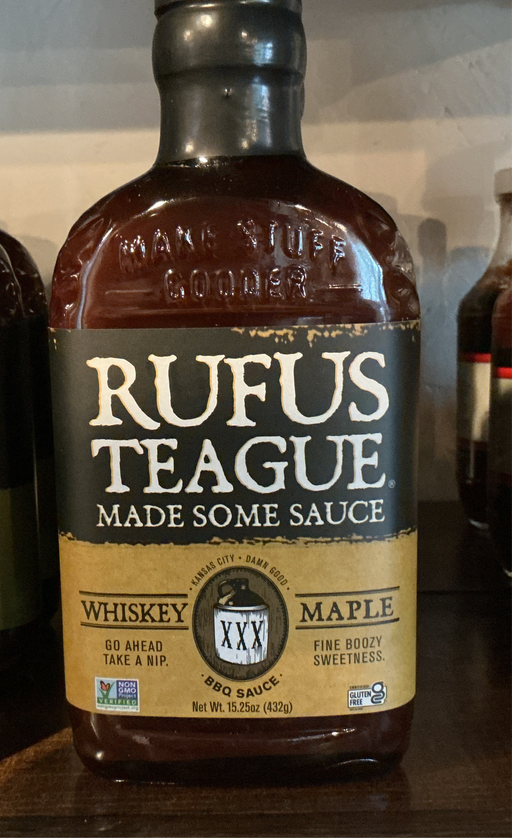 MAKE STUFF
GOODER
RUFUS
TEAGUE®
MADE SOME SAUCE
• KANSAS CITY • DAMN GOOD •
WHISKEY
XXX
MAPLE
GO AHEAD
TAKE A NIP.
FINE BOOZY
SWEETNESS.
• BBQ SAUCE •
NON
GMO
Project
VERIFIED
GLUTEN
FREE
Net Wt. 15.25oz (432g)